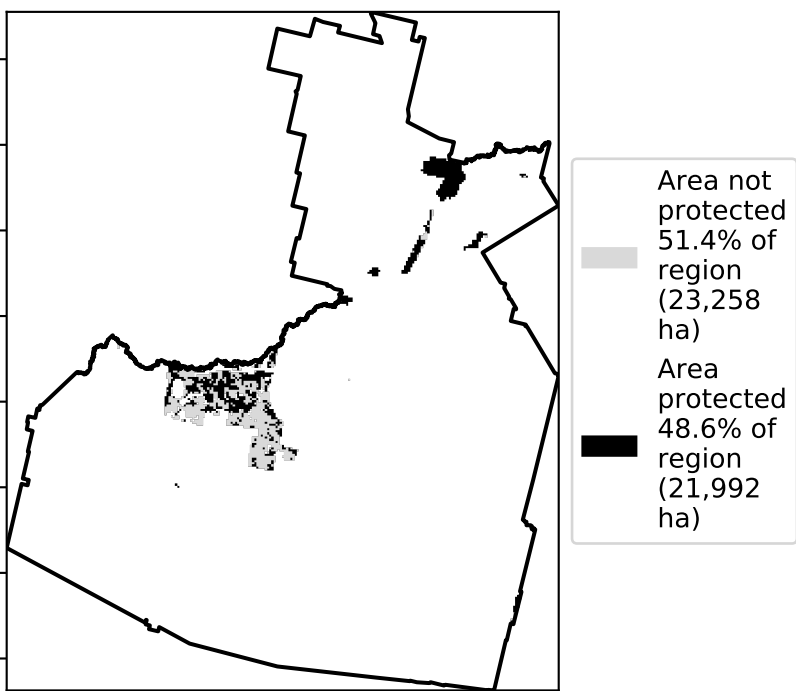 Area not
protected
51.4% of
region
(23,258
ha)
Area
protected
48.6% of
region
(21,992
ha)